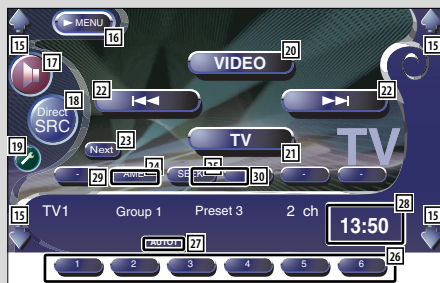 15 ► MENU 16 15
17 20
VIDEO
18 22 22
Direct
SRC
|◄◄ ►►|
19 23 TV 21
Next TV
24 25
- AME - -
29 30
15 TV1 Group 1 Preset 3 2 ch 28 15
13:50
AUTO1 27 26
1 2 3 4 5 6